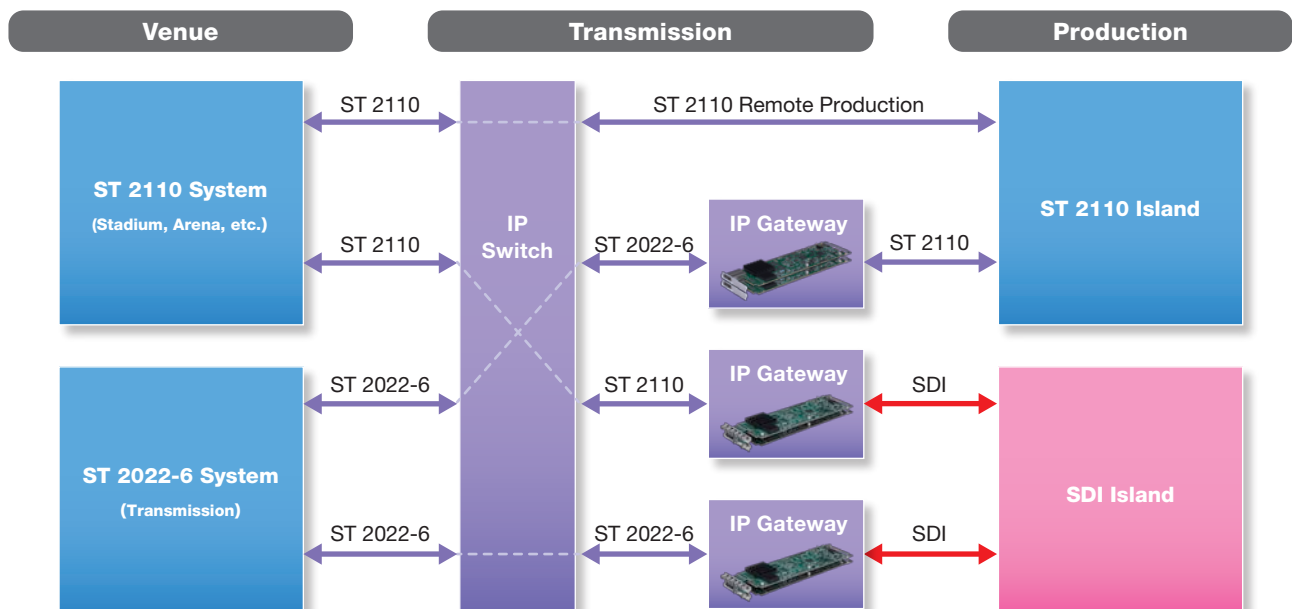 Venue
Transmission
Production
ST 2110
ST 2110 Remote Production
ST 2110 System
(Stadium, Arena, etc.)
IP
Switch
IP Gateway
ST 2110 Island
ST 2110
ST 2022-6
ST 2110
ST 2022-6
ST 2110
IP Gateway
SDI
ST 2022-6 System
(Transmission)
SDI Island
ST 2022-6
ST 2022-6
IP Gateway
SDI